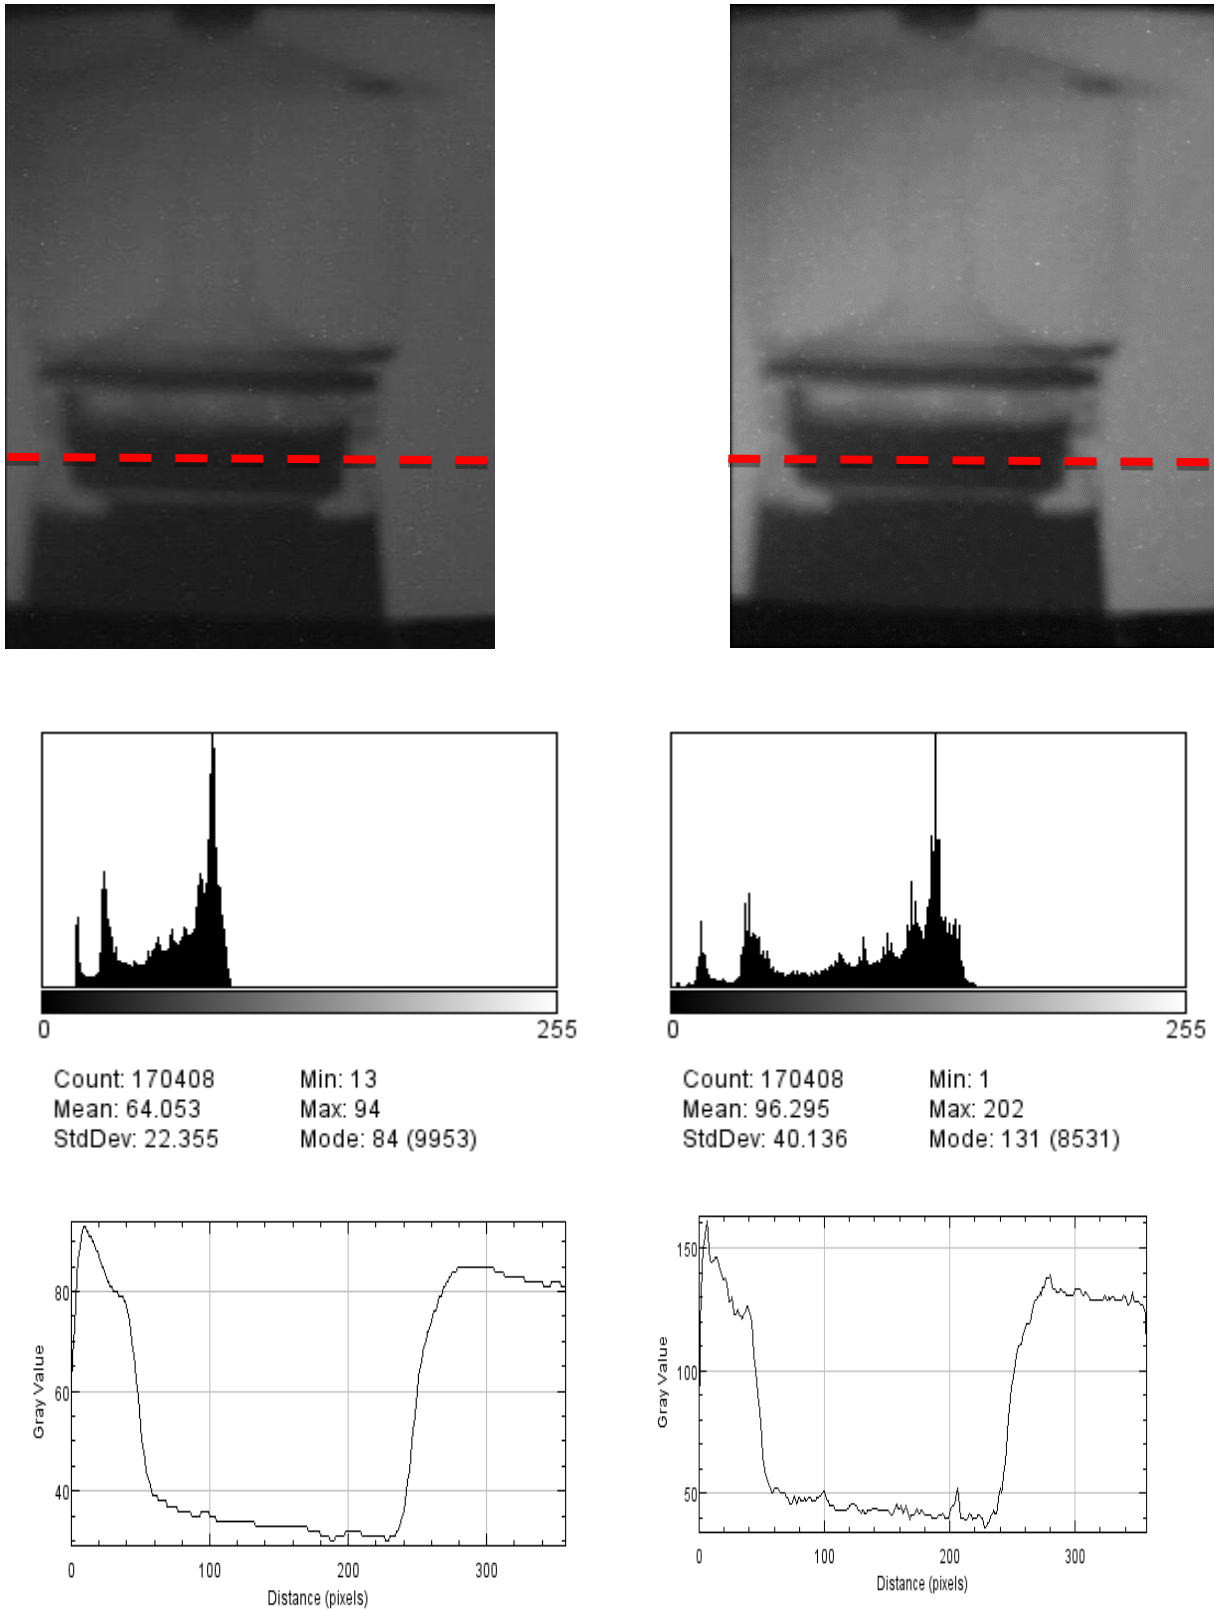 0 255
Count: 170408 Min: 13
Mean: 64.053 Max: 94
StdDev: 22.355 Mode: 84 (9953)
0 255
Count: 170408 Min: 1
Mean: 96.295 Max: 202
StdDev: 40.136 Mode: 131 (8531)
80
60
40
Gray Value
0 100 200 300
Distance (pixels)
150
100
50
Gray Value
0 100 200 300
Distance (pixels)